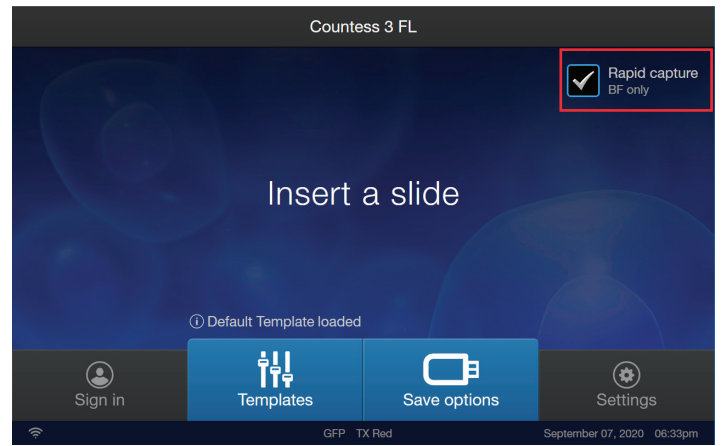 Countess 3 FL
Rapid capture
BF only
Insert a slide
Default Template loaded
Sign in
Templates
Save options
Settings
GFP TX Red
September 07, 2020 06:33pm